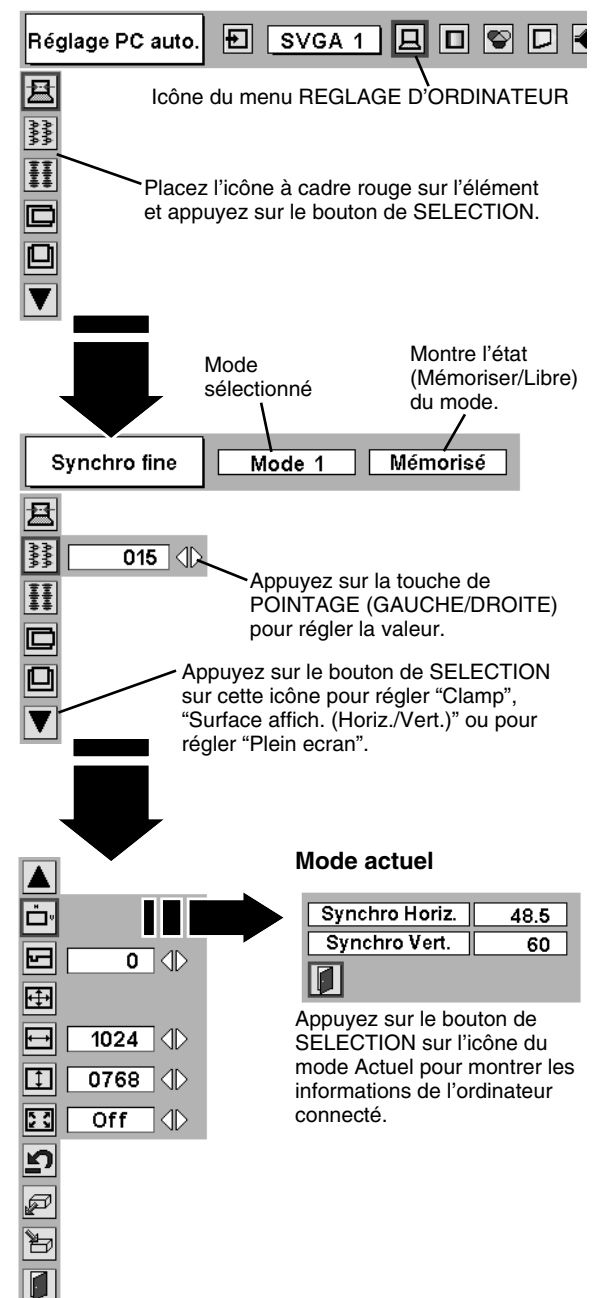 Réglage PC auto.
SVGA 1
Icône du menu REGLAGE D'ORDINATEUR
Placez l'icône à cadre rouge sur l'élément
et appuyez sur le bouton de SELECTION.
Mode
sélectionné
Montre l'état
(Mémoriser/Libre)
du mode.
Synchro fine
Mode 1
Mémorisé
015
Appuyez sur la touche de
POINTAGE (GAUCHE/DROITE)
pour régler la valeur.
Appuyez sur le bouton de SELECTION
sur cette icône pour régler “Clamp”,
“Surface affich. (Horiz./Vert.)” ou pour
régler “Plein ecran”.
Mode actuel
H
V
Synchro Horiz. 48.5
Synchro Vert. 60
0
1024
0768
Off
Appuyez sur le bouton de
SELECTION sur l'icône du
mode Actuel pour montrer les
informations de l'ordinateur
connecté.